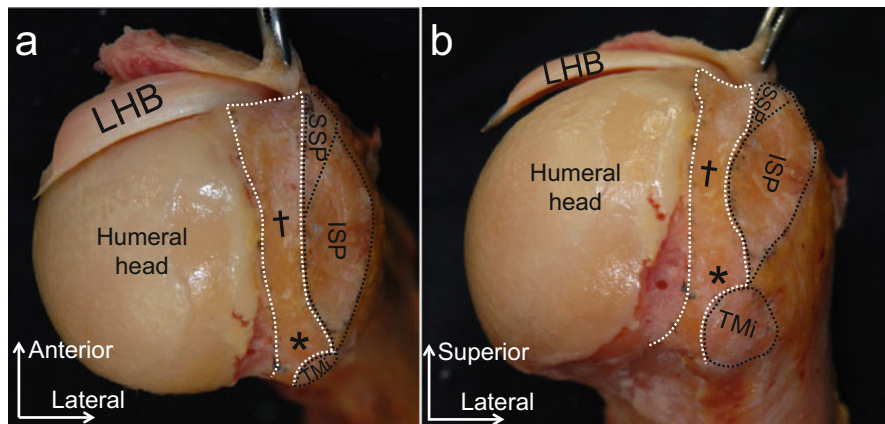 a
LHB
SSP
ISP
Humeral
head
†
*
TMi
Anterior
Lateral
b
LHB
SSP
ISP
Humeral
head
†
*
TMi
Superior
Lateral